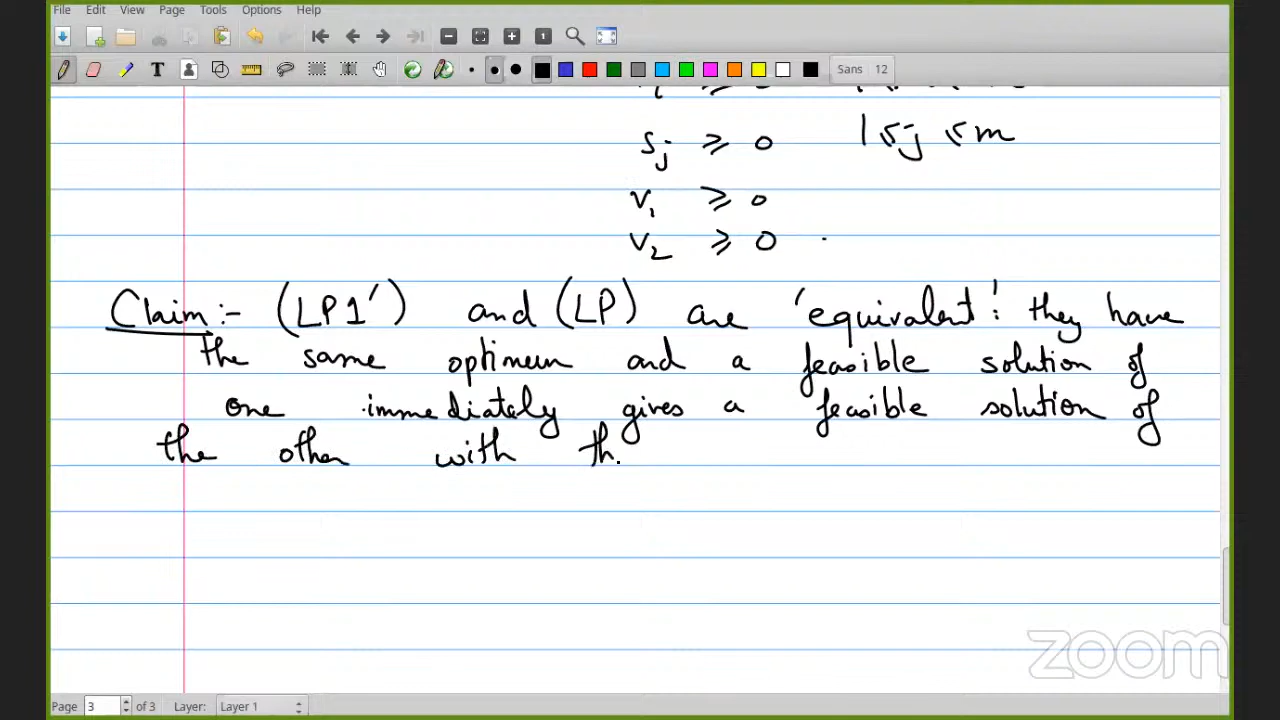 File Edit View Page Tools Options Help
Sans 12
s_j ⩾ 0 1 ⩽ j ⩽ m
v_1 ⩾ 0
v_2 ⩾ 0 .
Claim:- (LP1') and (LP) are 'equivalent': they have
the same optimum and a feasible solution of
one immediately gives a feasible solution of
the other with th
zoom
Page 3 of 3 Layer: Layer 1